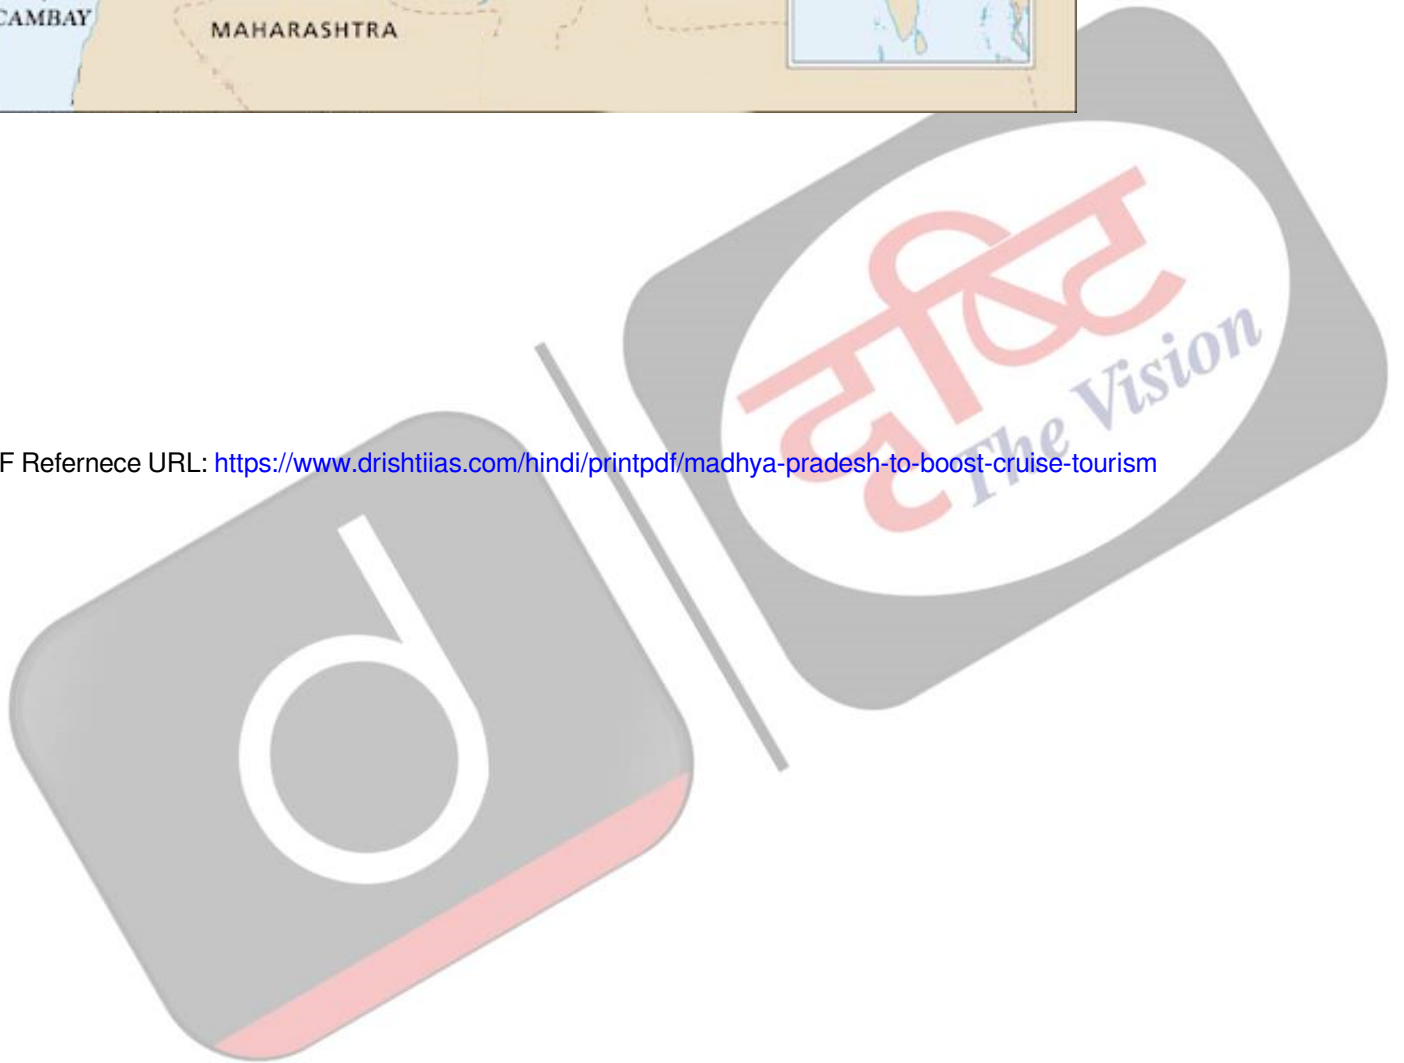 CAMBAY
MAHARASHTRA
दृष्टि
The Vision
F Refernece URL: https://www.drishtiias.com/hindi/printpdf/madhya-pradesh-to-boost-cruise-tourism
d